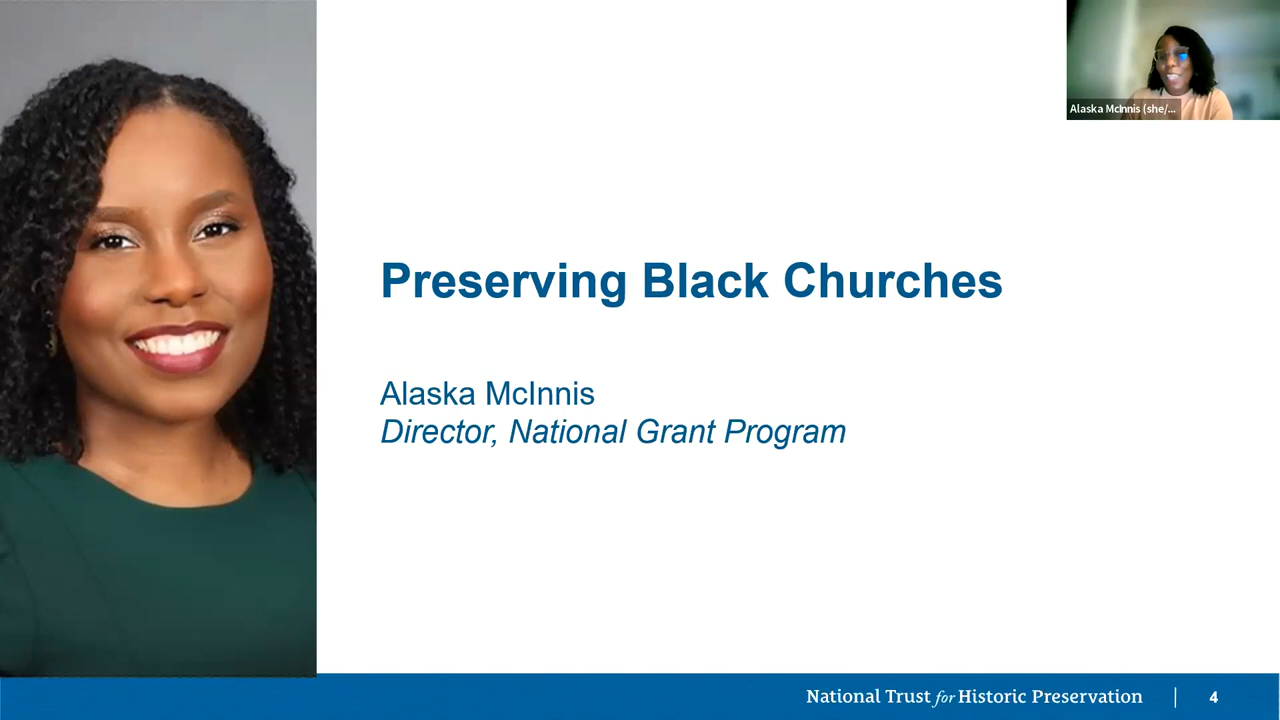 Alaska McInnis (she/...
Preserving Black Churches
Alaska McInnis
Director, National Grant Program
National Trust for Historic Preservation | 4